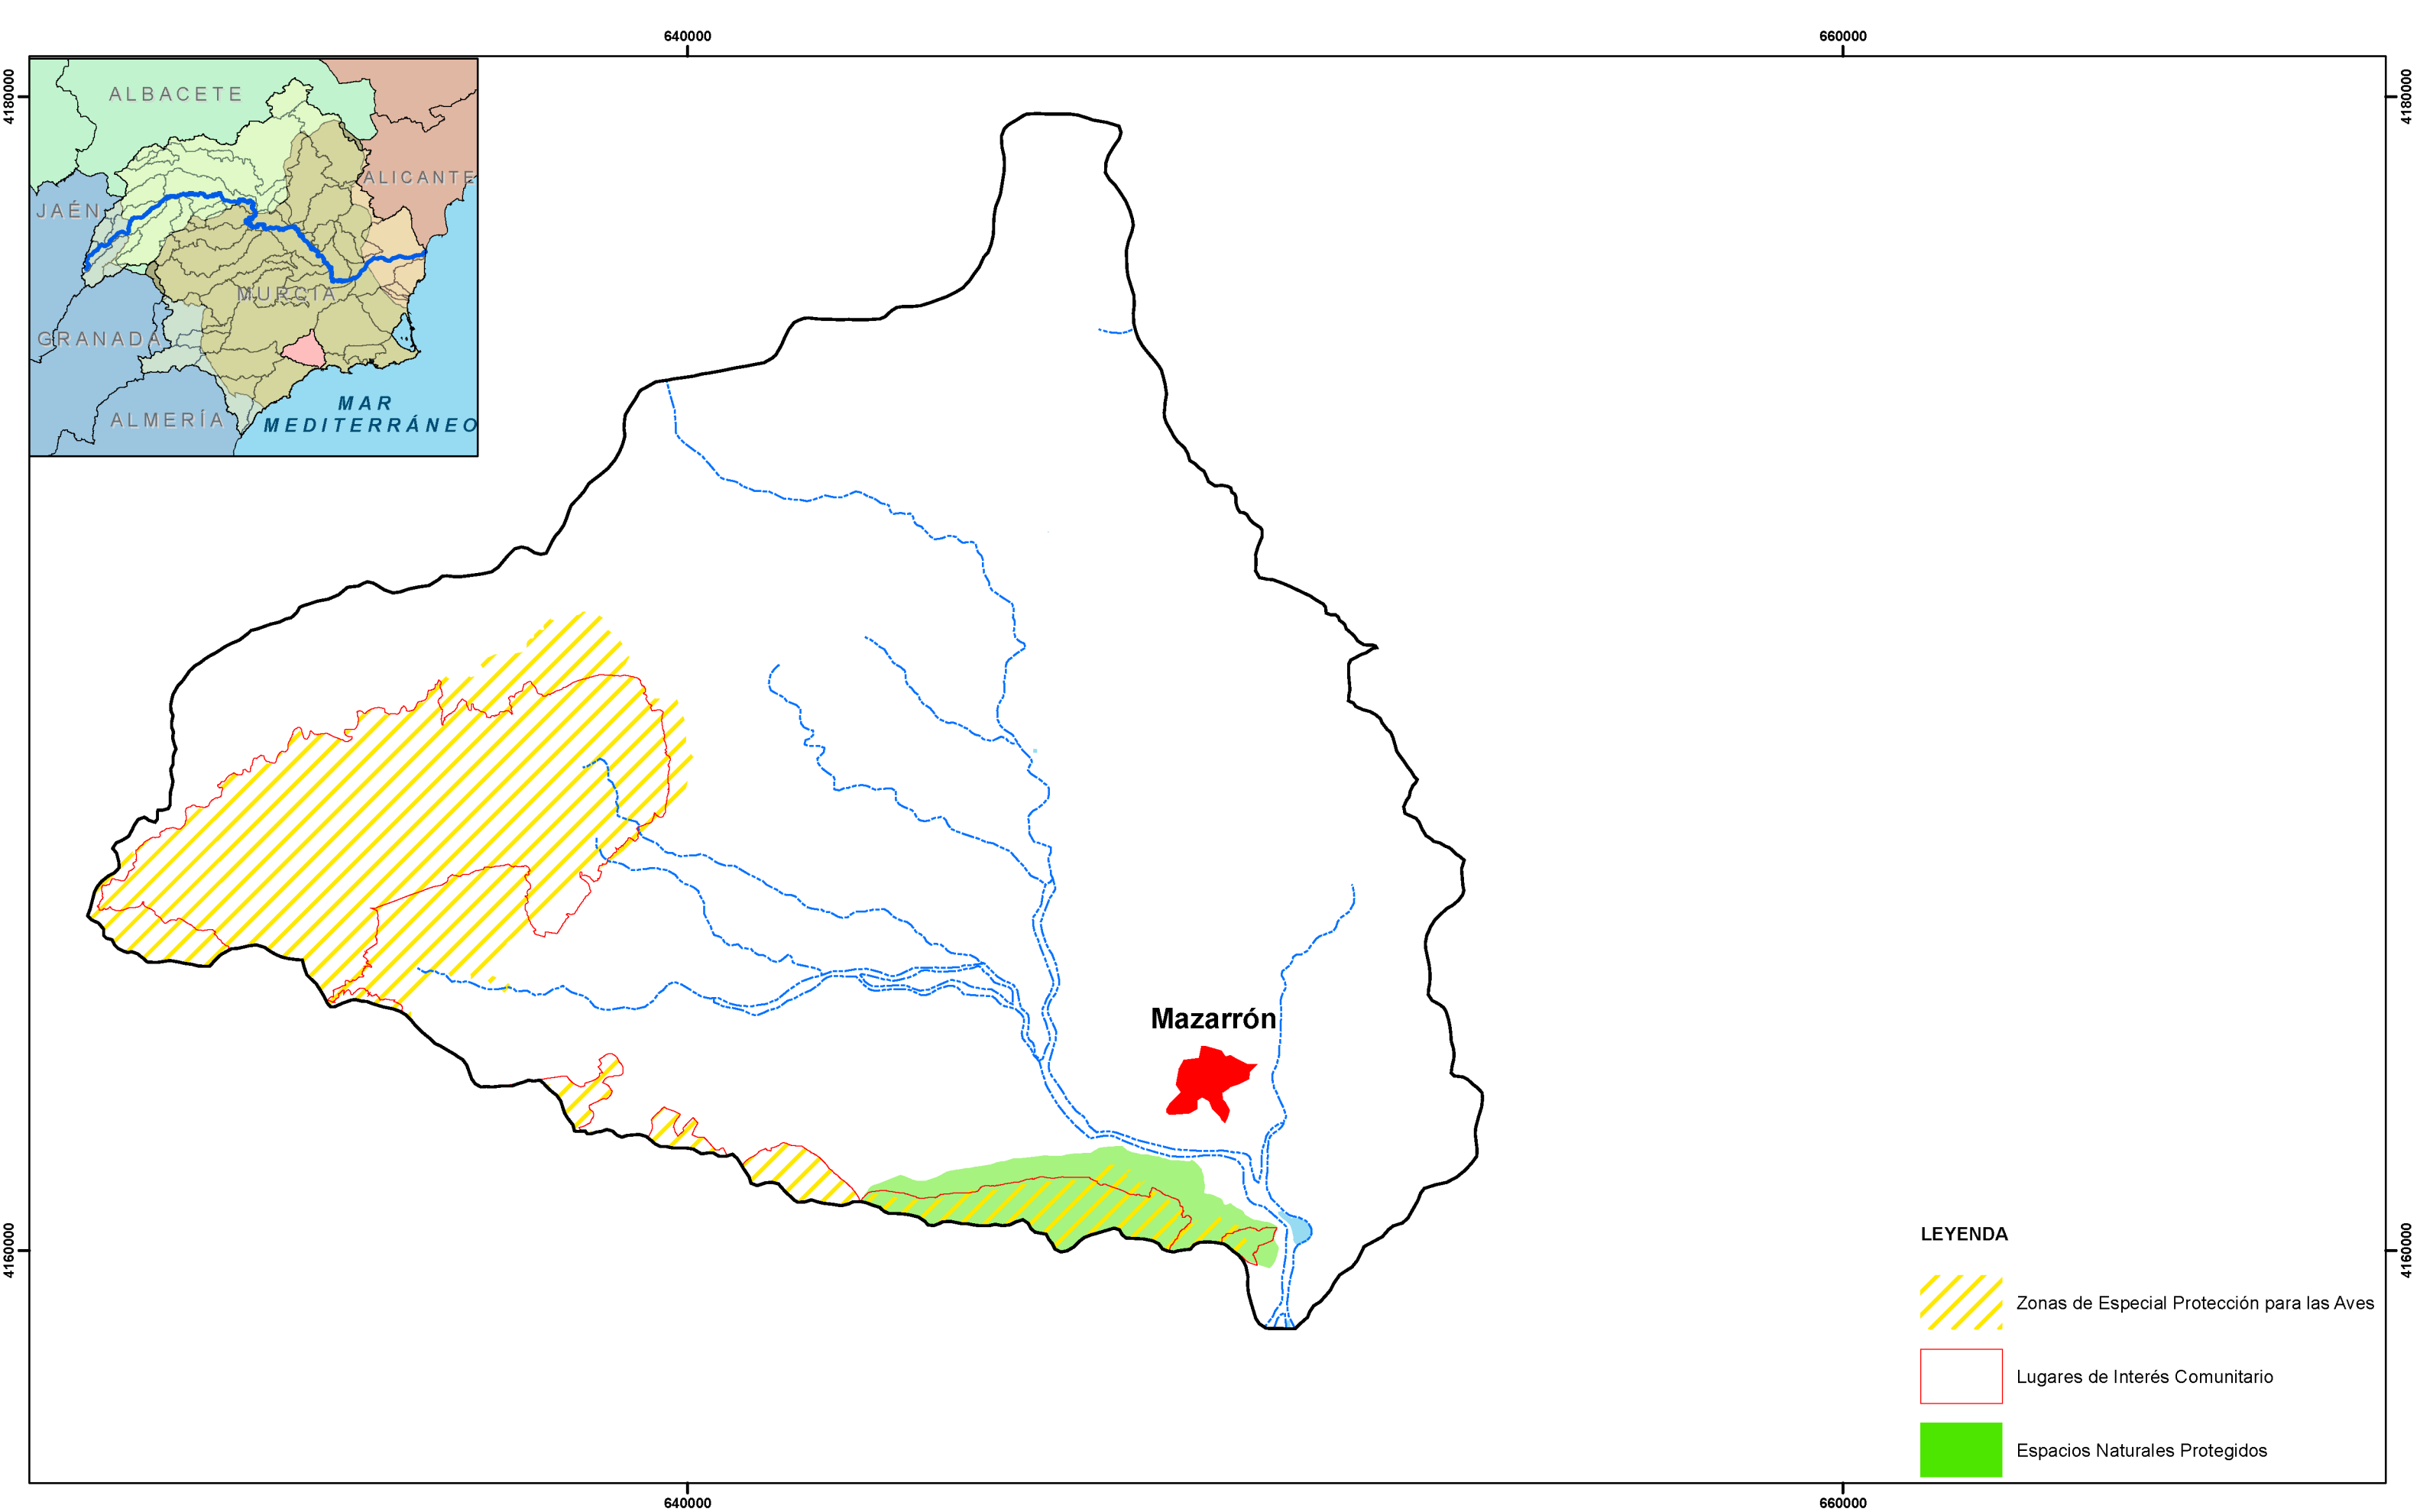 640000
660000
4180000
4180000
ALBACETE
ALICANTE
JAÉN
MURCIA
GRANADA
ALMERÍA
MAR
MEDITERRÁNEO
Mazarrón
4160000
4160000
LEYENDA
Zonas de Especial Protección para las Aves
Lugares de Interés Comunitario
Espacios Naturales Protegidos
640000
660000